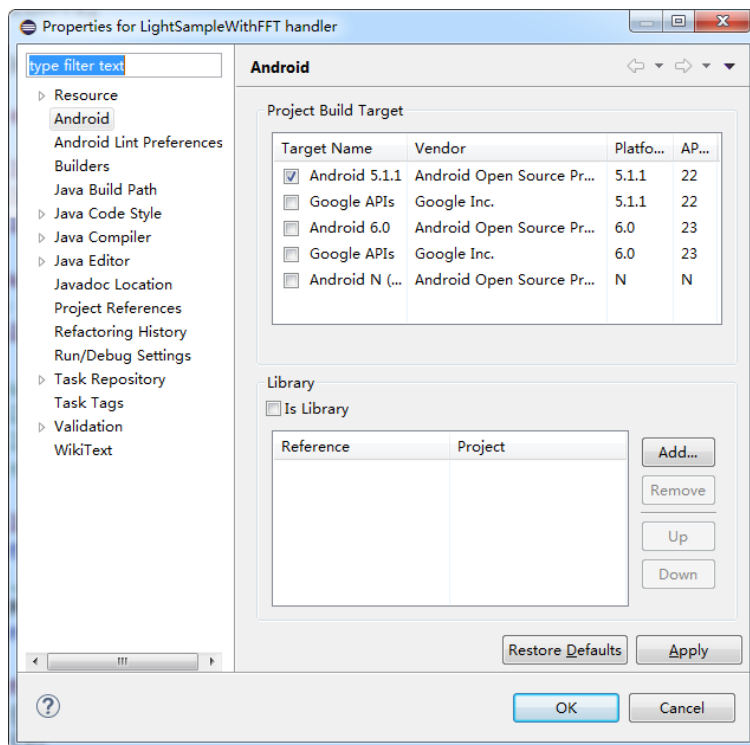 Properties for LightSampleWithFFT handler
type filter text
Resource
Android
Android Lint Preferences
Builders
Java Build Path
Java Code Style
Java Compiler
Java Editor
Javadoc Location
Project References
Refactoring History
Run/Debug Settings
Task Repository
Task Tags
Validation
WikiText
Android
Project Build Target
Target Name Vendor Platfo... AP...
Android 5.1.1 Android Open Source Pr... 5.1.1 22
Google APIs Google Inc. 5.1.1 22
Android 6.0 Android Open Source Pr... 6.0 23
Google APIs Google Inc. 6.0 23
Android N (... Android Open Source Pr... N N
Library
Is Library
Reference Project
Add...
Remove
Up
Down
Restore Defaults Apply
OK Cancel